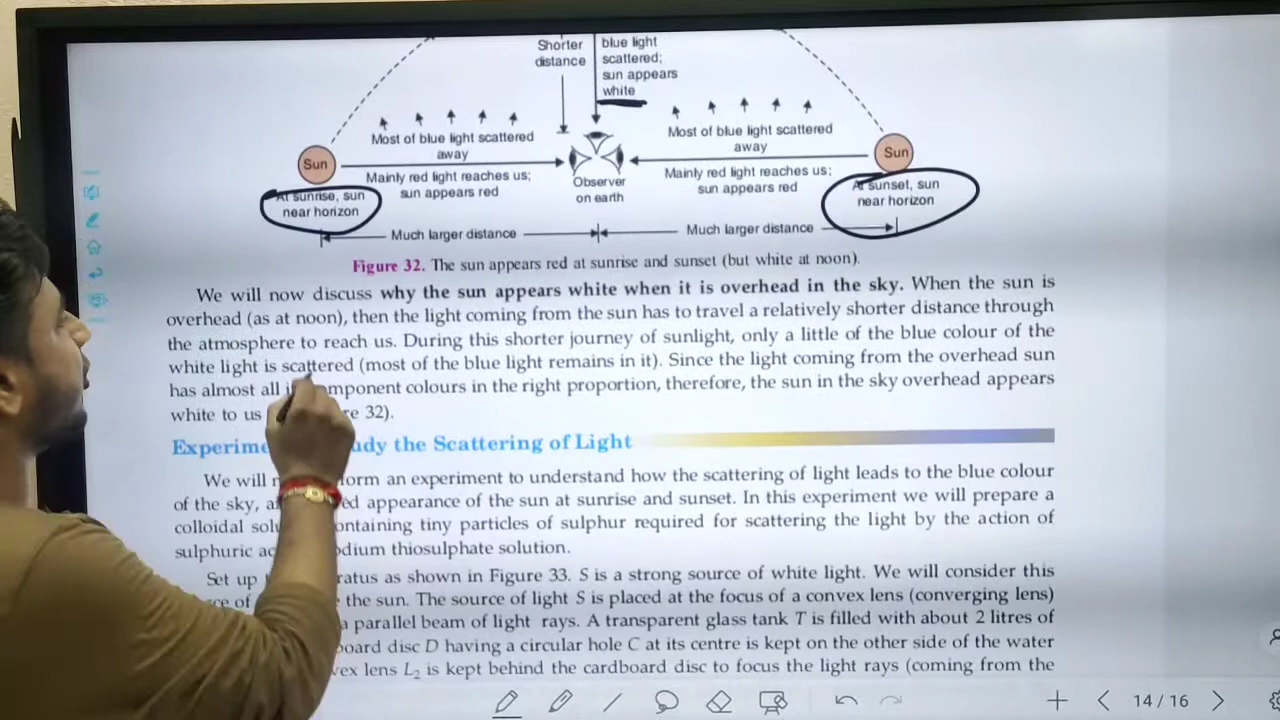 Shorter
distance
blue light
scattered;
sun appears
white
Most of blue light scattered
away
Most of blue light scattered
away
Sun
Sun
Mainly red light reaches us;
sun appears red
Mainly red light reaches us;
sun appears red
Observer
on earth
At sunrise, sun
near horizon
At sunset, sun
near horizon
Much larger distance
Much larger distance
Figure 32. The sun appears red at sunrise and sunset (but white at noon).
We will now discuss why the sun appears white when it is overhead in the sky. When the sun is
overhead (as at noon), then the light coming from the sun has to travel a relatively shorter distance through
the atmosphere to reach us. During this shorter journey of sunlight, only a little of the blue colour of the
white light is scattered (most of the blue light remains in it). Since the light coming from the overhead sun
has almost all component colours in the right proportion, therefore, the sun in the sky overhead appears
white to us 32).
the Scattering of Light
We will an experiment to understand how the scattering of light leads to the blue colour
of the sky, appearance of the sun at sunrise and sunset. In this experiment we will prepare a
colloidal containing tiny particles of sulphur required for scattering the light by the action of
sulphuric thiosulphate solution.
Set up as shown in Figure 33. S is a strong source of white light. We will consider this
of the sun. The source of light S is placed at the focus of a convex lens (converging lens)
a parallel beam of light rays. A transparent glass tank T is filled with about 2 litres of
disc D having a circular hole C at its centre is kept on the other side of the water
lens L₂ is kept behind the cardboard disc to focus the light rays (coming from the
14 / 16